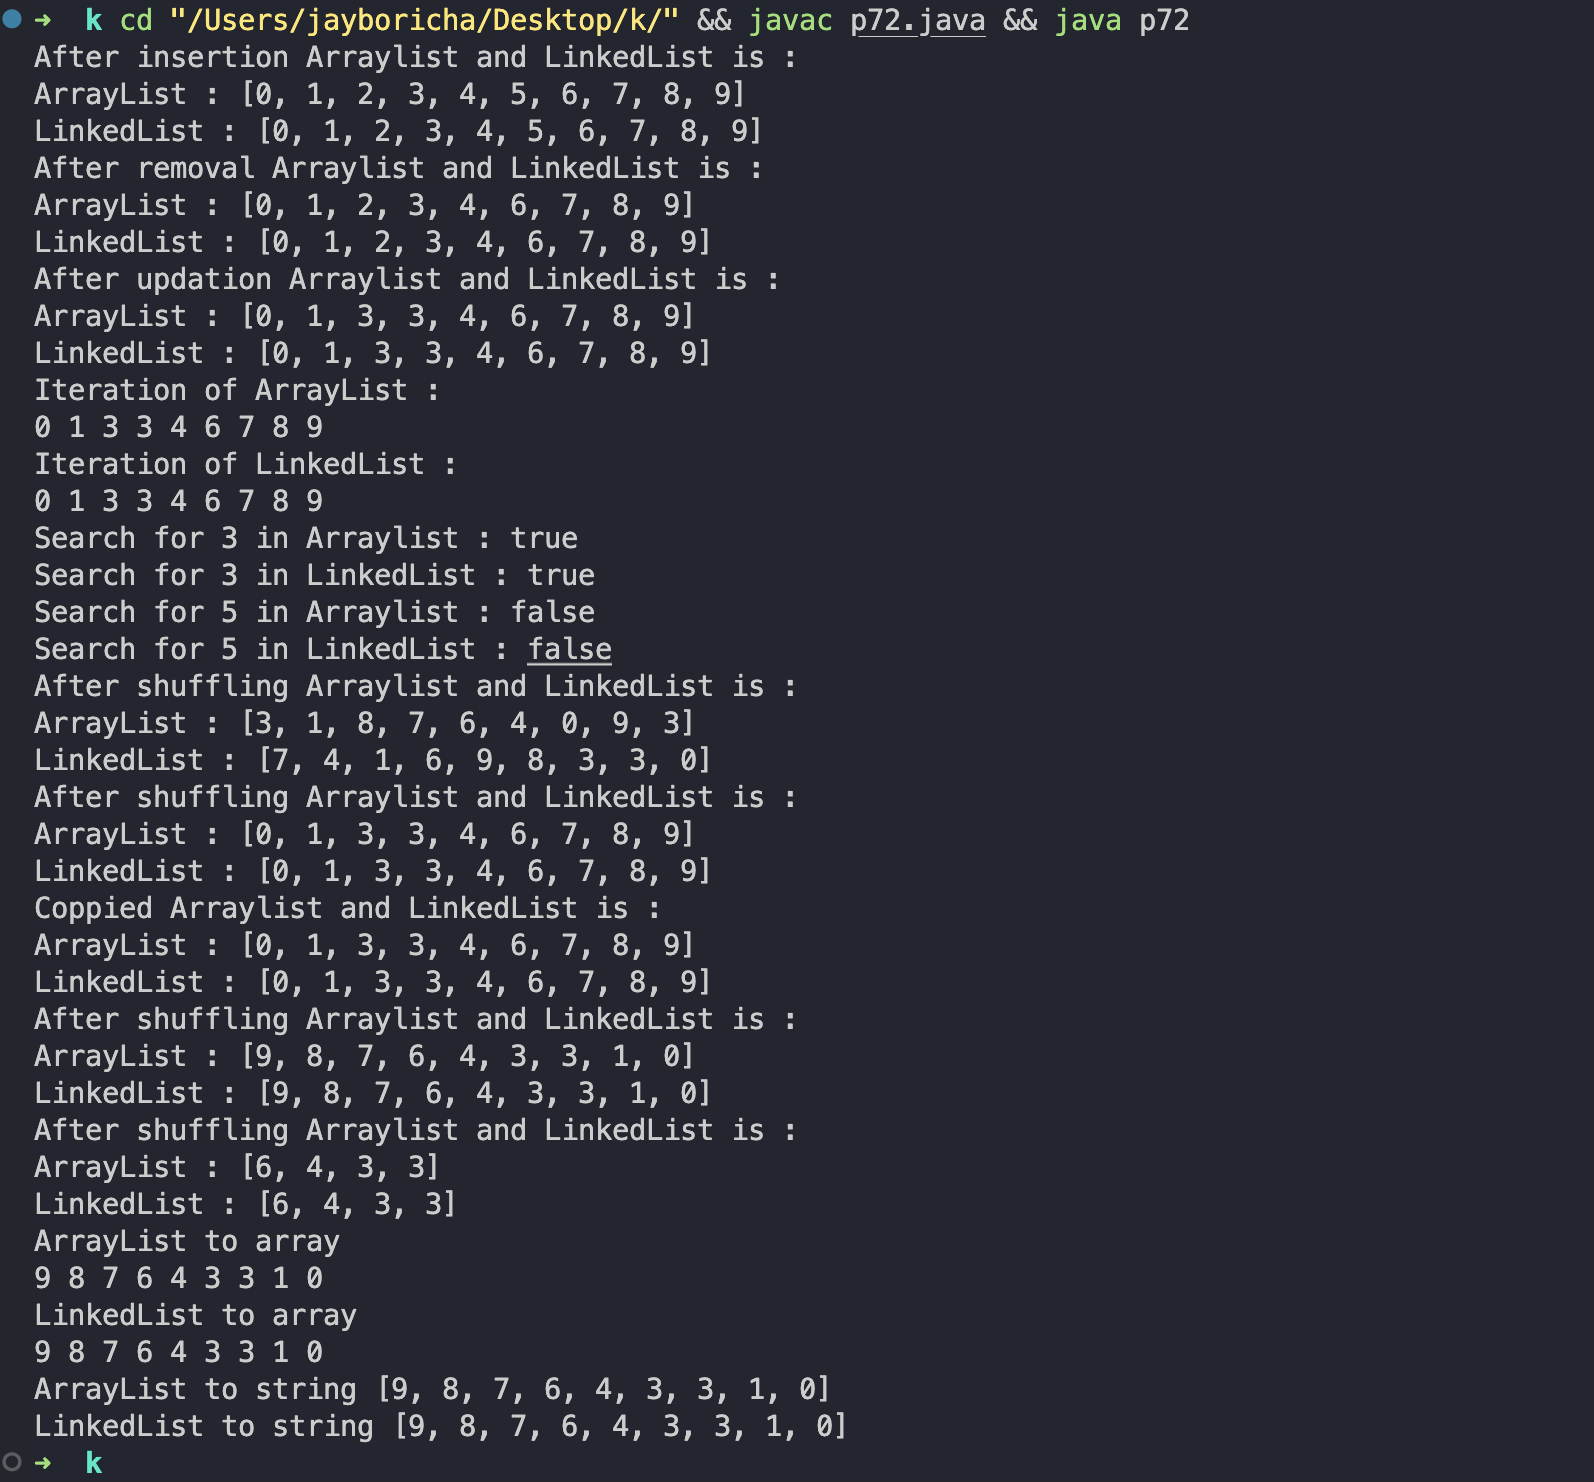 ➜  k cd "/Users/jayboricha/Desktop/k/" && javac p72.java && java p72
After insertion Arraylist and LinkedList is :
ArrayList : [0, 1, 2, 3, 4, 5, 6, 7, 8, 9]
LinkedList : [0, 1, 2, 3, 4, 5, 6, 7, 8, 9]
After removal Arraylist and LinkedList is :
ArrayList : [0, 1, 2, 3, 4, 6, 7, 8, 9]
LinkedList : [0, 1, 2, 3, 4, 6, 7, 8, 9]
After updation Arraylist and LinkedList is :
ArrayList : [0, 1, 3, 3, 4, 6, 7, 8, 9]
LinkedList : [0, 1, 3, 3, 4, 6, 7, 8, 9]
Iteration of ArrayList :
0 1 3 3 4 6 7 8 9
Iteration of LinkedList :
0 1 3 3 4 6 7 8 9
Search for 3 in Arraylist : true
Search for 3 in LinkedList : true
Search for 5 in Arraylist : false
Search for 5 in LinkedList : false
After shuffling Arraylist and LinkedList is :
ArrayList : [3, 1, 8, 7, 6, 4, 0, 9, 3]
LinkedList : [7, 4, 1, 6, 9, 8, 3, 3, 0]
After shuffling Arraylist and LinkedList is :
ArrayList : [0, 1, 3, 3, 4, 6, 7, 8, 9]
LinkedList : [0, 1, 3, 3, 4, 6, 7, 8, 9]
Coppied Arraylist and LinkedList is :
ArrayList : [0, 1, 3, 3, 4, 6, 7, 8, 9]
LinkedList : [0, 1, 3, 3, 4, 6, 7, 8, 9]
After shuffling Arraylist and LinkedList is :
ArrayList : [9, 8, 7, 6, 4, 3, 3, 1, 0]
LinkedList : [9, 8, 7, 6, 4, 3, 3, 1, 0]
After shuffling Arraylist and LinkedList is :
ArrayList : [6, 4, 3, 3]
LinkedList : [6, 4, 3, 3]
ArrayList to array
9 8 7 6 4 3 3 1 0
LinkedList to array
9 8 7 6 4 3 3 1 0
ArrayList to string [9, 8, 7, 6, 4, 3, 3, 1, 0]
LinkedList to string [9, 8, 7, 6, 4, 3, 3, 1, 0]
➜  k